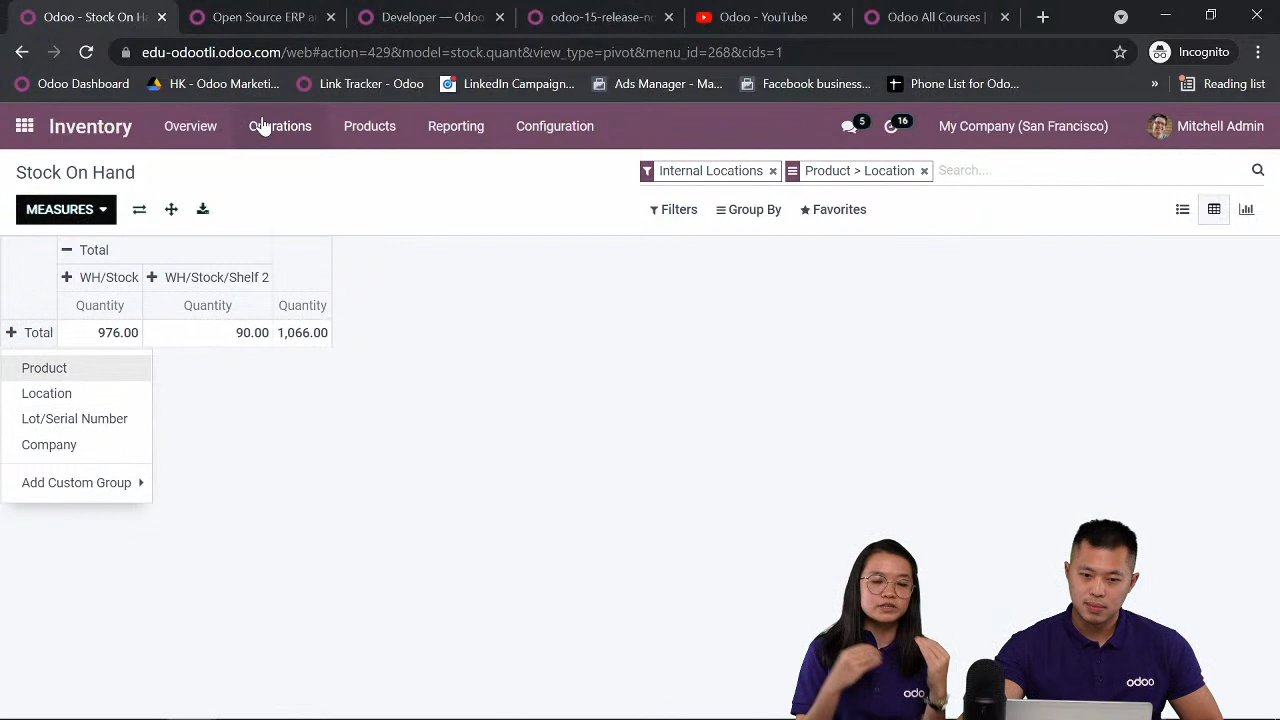 Odoo - Stock On Ha
Open Source ERP a
Developer – Odoo
odoo-15-release-no
Odoo - YouTube
Odoo All Courses |
edu-odootli.odoo.com/web#action=429&model=stock.quant&view_type=pivot&menu_id=268&cids=1
Incognito
Odoo Dashboard
HK - Odoo Marketi...
Link Tracker - Odoo
LinkedIn Campaign...
Ads Manager - Ma...
Facebook business...
Phone List for Odo...
»
Reading list
Inventory
Overview
Operations
Products
Reporting
Configuration
5
16
My Company (San Francisco)
Mitchell Admin
Stock On Hand
Internal Locations ×
Product > Location ×
Search...
MEASURES
Filters
Group By
Favorites
Total
WH/Stock
WH/Stock/Shelf 2
Quantity
Quantity
Quantity
Total
976.00
90.00
1,066.00
Product
Location
Lot/Serial Number
Company
Add Custom Group
odoo
odoo